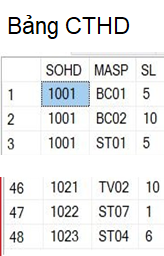 Bảng CTHD
SOHD MASP SL
1 1001 BC01 5
2 1001 BC02 10
3 1001 ST01 5
46 1021 TV02 10
47 1022 ST07 1
48 1023 ST04 6